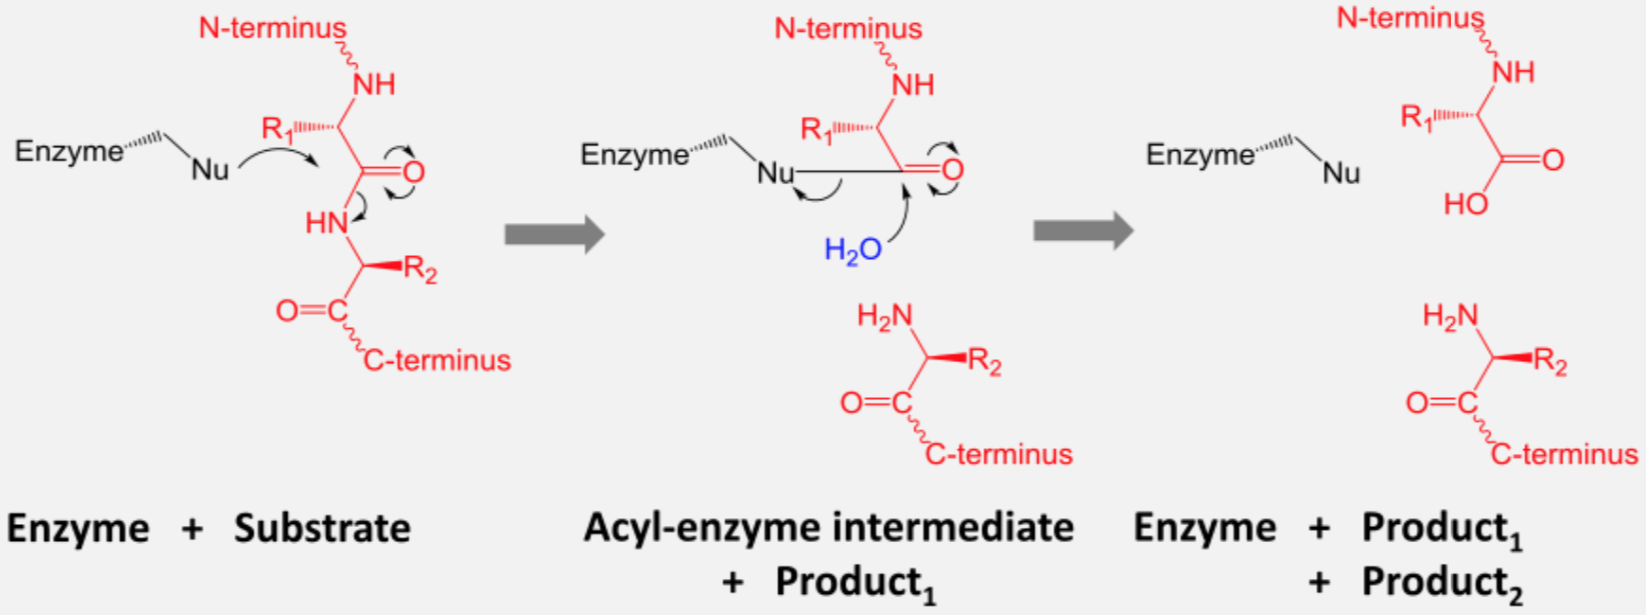 N-terminus
NH
R1
Enzyme
Nu
O
HN
R2
O=C
C-terminus
N-terminus
NH
R1
Enzyme
Nu
O
H2O
H2N
R2
O=C
C-terminus
N-terminus
NH
R1
Enzyme
Nu
O
HO
H2N
R2
O=C
C-terminus
Enzyme + Substrate
Acyl-enzyme intermediate
+ Product1
Enzyme + Product1
+ Product2